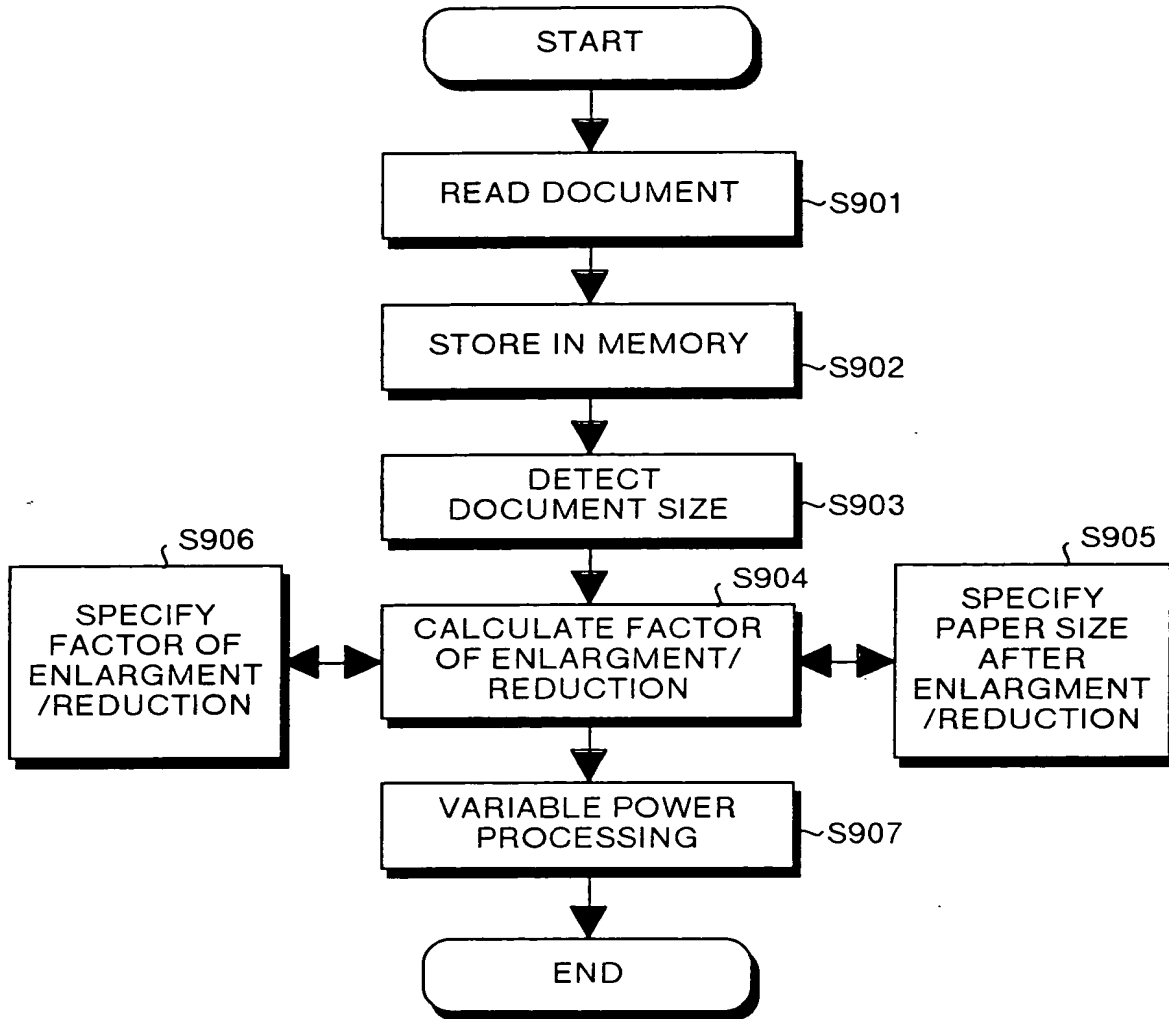 START
READ DOCUMENT
S901
STORE IN MEMORY
S902
DETECT
DOCUMENT SIZE
S903
S906
SPECIFY
FACTOR OF
ENLARGMENT
/REDUCTION
S904
CALCULATE FACTOR
OF ENLARGMENT/
REDUCTION
S905
SPECIFY
PAPER SIZE
AFTER
ENLARGMENT
/REDUCTION
VARIABLE POWER
PROCESSING
S907
END